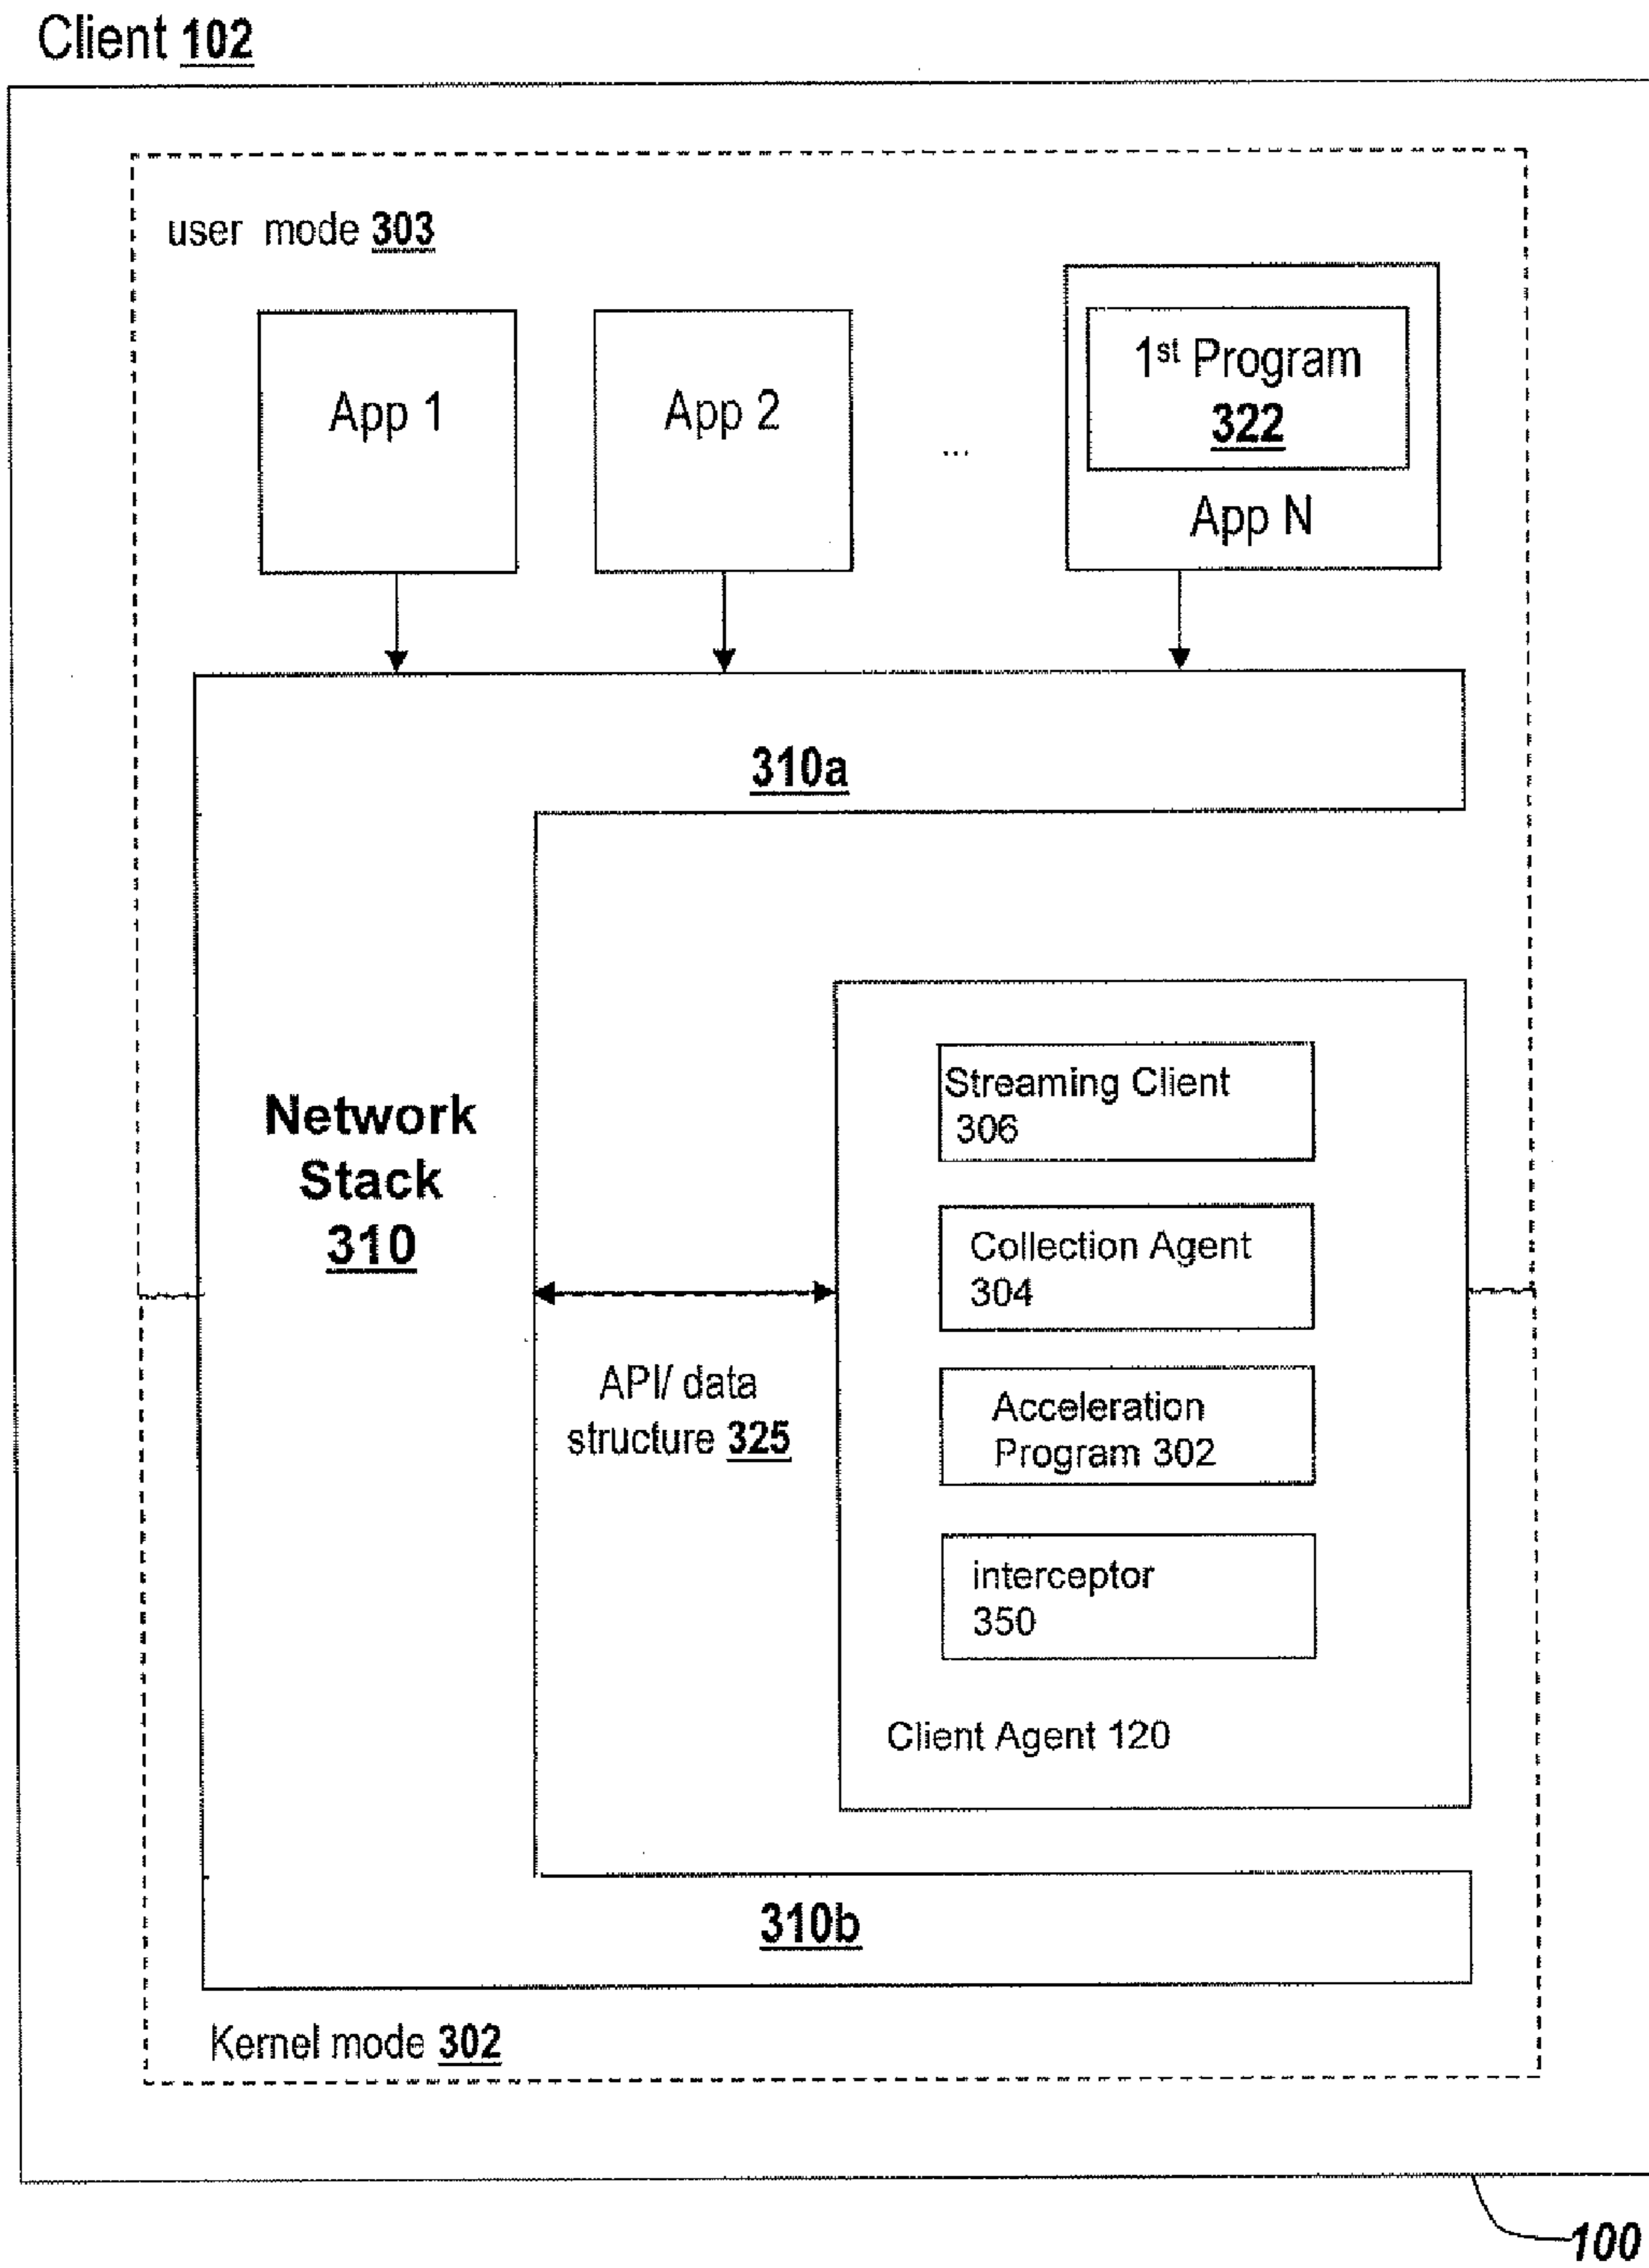 Client 102
user mode 303
App 1
App 2
...
1st Program
322
App N
310a
Network
Stack
310
Streaming Client
306
Collection Agent
304
API/ data
structure 325
Acceleration
Program 302
interceptor
350
Client Agent 120
310b
Kernel mode 302
100